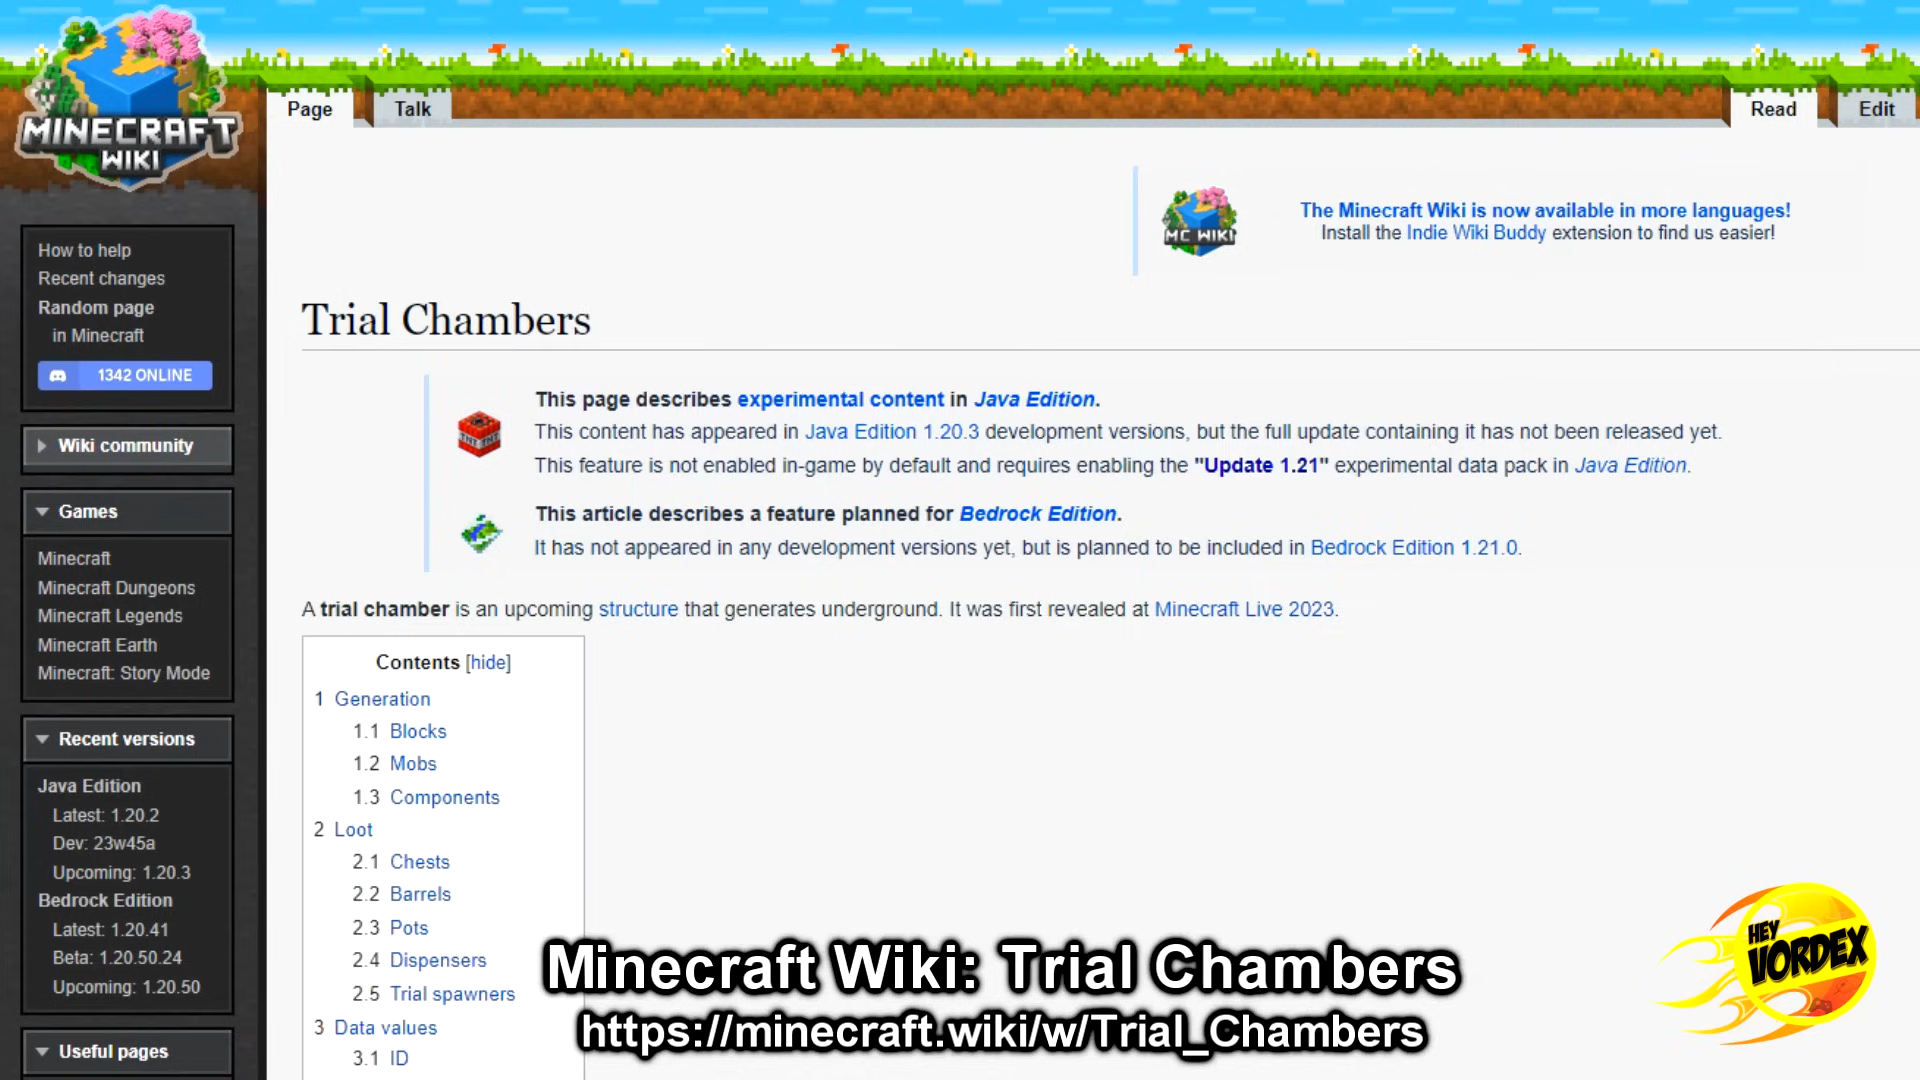 MINECRAFT
WIKI
Page
Talk
Read
Edit
MC WIKI
The Minecraft Wiki is now available in more languages!
Install the Indie Wiki Buddy extension to find us easier!
How to help
Recent changes
Random page
in Minecraft
1342 ONLINE
Wiki community
Games
Minecraft
Minecraft Dungeons
Minecraft Legends
Minecraft Earth
Minecraft: Story Mode
Recent versions
Java Edition
Latest: 1.20.2
Dev: 23w45a
Upcoming: 1.20.3
Bedrock Edition
Latest: 1.20.41
Beta: 1.20.50.24
Upcoming: 1.20.50
Useful pages
Trial Chambers
This page describes experimental content in Java Edition.
This content has appeared in Java Edition 1.20.3 development versions, but the full update containing it has not been released yet.
This feature is not enabled in-game by default and requires enabling the "Update 1.21" experimental data pack in Java Edition.
This article describes a feature planned for Bedrock Edition.
It has not appeared in any development versions yet, but is planned to be included in Bedrock Edition 1.21.0.
A trial chamber is an upcoming structure that generates underground. It was first revealed at Minecraft Live 2023.
Contents [hide]
1 Generation
1.1 Blocks
1.2 Mobs
1.3 Components
2 Loot
2.1 Chests
2.2 Barrels
2.3 Pots
2.4 Dispensers
2.5 Trial spawners
3 Data values
3.1 ID
Minecraft Wiki: Trial Chambers
https://minecraft.wiki/w/Trial_Chambers
HEY
VORDEX